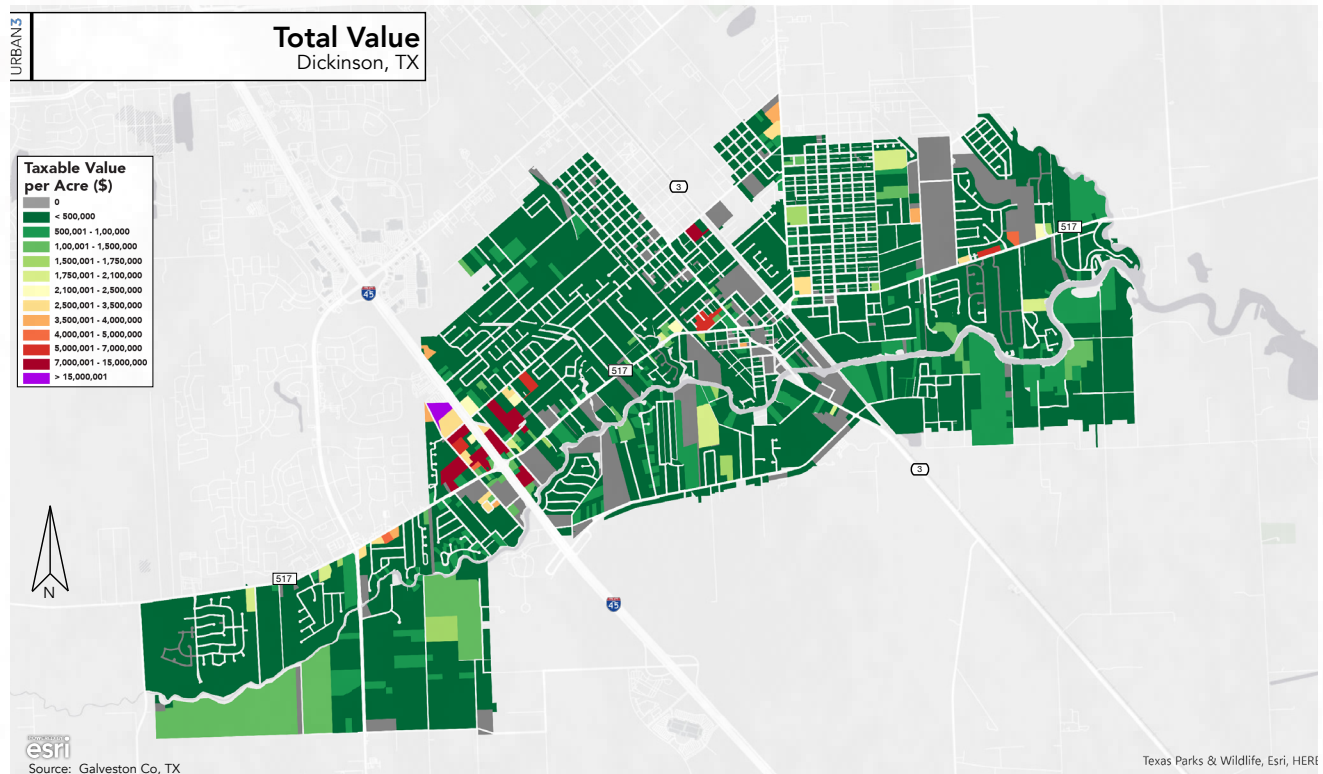 URBAN3
Total Value
Dickinson, TX
Taxable Value
per Acre ($)
0
< 500,000
500,001 - 1,00,000
1,00,001 - 1,500,000
1,500,001 - 1,750,000
1,750,001 - 2,100,000
2,100,001 - 2,500,000
2,500,001 - 3,500,000
3,500,001 - 4,000,000
4,000,001 - 5,000,000
5,000,001 - 7,000,000
7,000,001 - 15,000,000
> 15,000,001
3
517
45
517
3
517
45
N
POWERED BY
esri
Source: Galveston Co, TX
Texas Parks & Wildlife, Esri, HERE